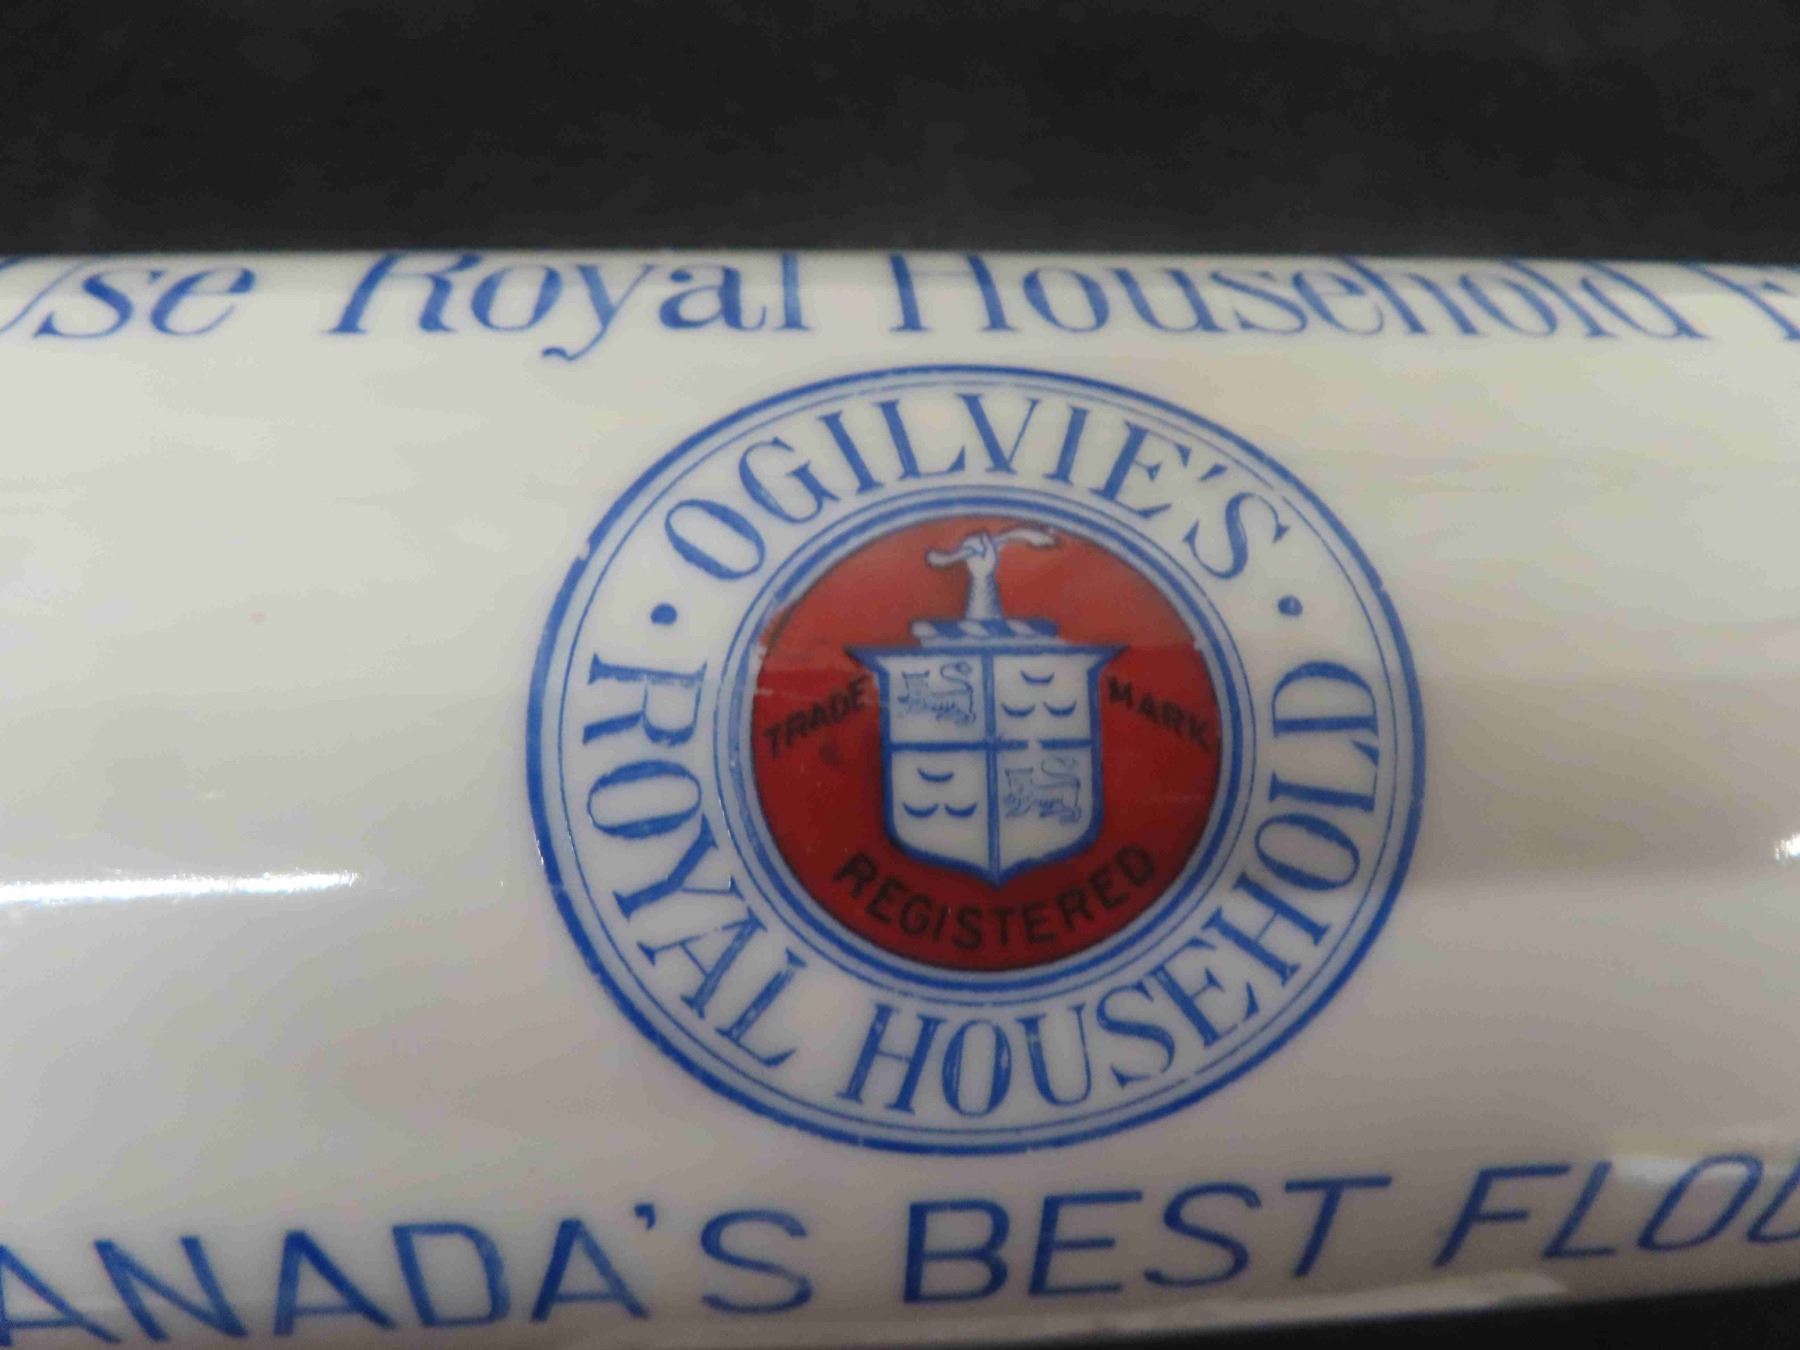 Use Royal Household
OGILVIE'S
ROYAL HOUSEHOLD
TRADE MARK
REGISTERED
ANADA'S BEST FLOU